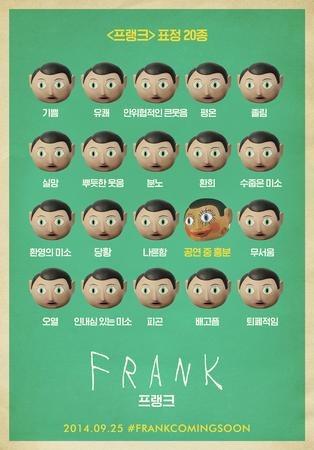 <프랭크> 표정 20종
기쁨 유쾌 안위협적인 큰웃음 평온 졸림
실망 뿌듯한 웃음 분노 환희 수줍은 미소
환영의 미소 당황 나른함 공연 중 흥분 무서움
오열 인내심 있는 미소 피곤 배고픔 퇴폐적임
FRANK
프랭크
2014.09.25 #FRANKCOMINGSOON